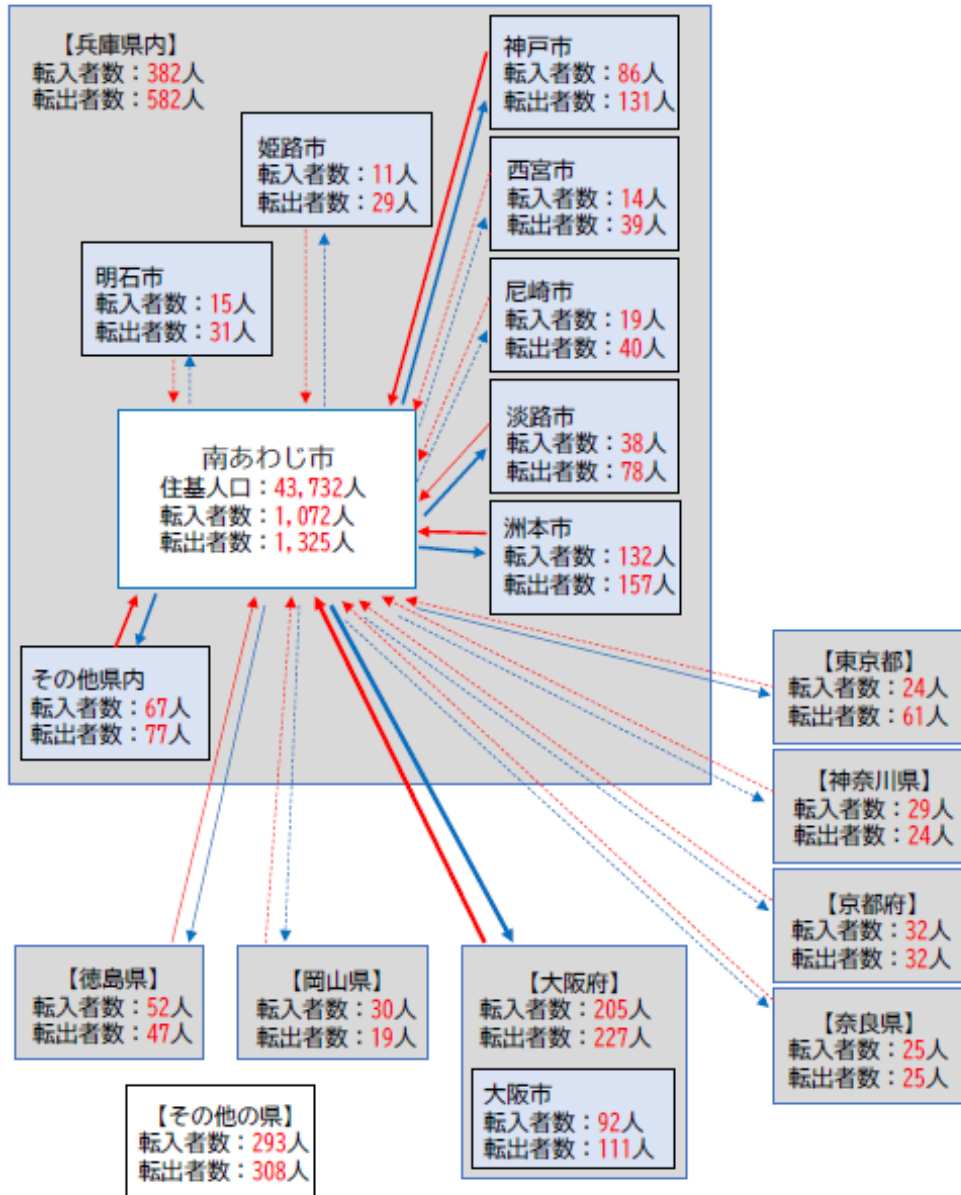 【兵庫県内】
転入者数：382人
転出者数：582人
神戸市
転入者数：86人
転出者数：131人
姫路市
転入者数：11人
転出者数：29人
西宮市
転入者数：14人
転出者数：39人
明石市
転入者数：15人
転出者数：31人
尼崎市
転入者数：19人
転出者数：40人
淡路市
転入者数：38人
転出者数：78人
南あわじ市
住基人口：43,732人
転入者数：1,072人
転出者数：1,325人
洲本市
転入者数：132人
転出者数：157人
その他県内
転入者数：67人
転出者数：77人
【東京都】
転入者数：24人
転出者数：61人
【神奈川県】
転入者数：29人
転出者数：24人
【京都府】
転入者数：32人
転出者数：32人
【奈良県】
転入者数：25人
転出者数：25人
【徳島県】
転入者数：52人
転出者数：47人
【岡山県】
転入者数：30人
転出者数：19人
【大阪府】
転入者数：205人
転出者数：227人
大阪市
転入者数：92人
転出者数：111人
【その他の県】
転入者数：293人
転出者数：308人